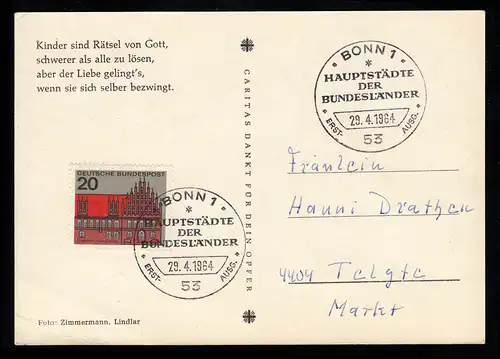 Kinder sind Rätsel von Gott,
schwerer als alle zu lösen,
aber der Liebe gelingt's,
wenn sie sich selber bezwingt.
CARITAS DANKT FÜR DEIN OPFER
BONN 1
HAUPTSTÄDTE
DER
BUNDESLÄNDER
29.4.1964
ERST- AUSG.
53
DEUTSCHE BUNDESPOST
20
BONN 1
HAUPTSTÄDTE
DER
BUNDESLÄNDER
29.4.1964
ERST- AUSG.
53
Fräulein
Hanni Drathen
4404 Telgte
Markt
Foto: Zimmermann, Lindlar